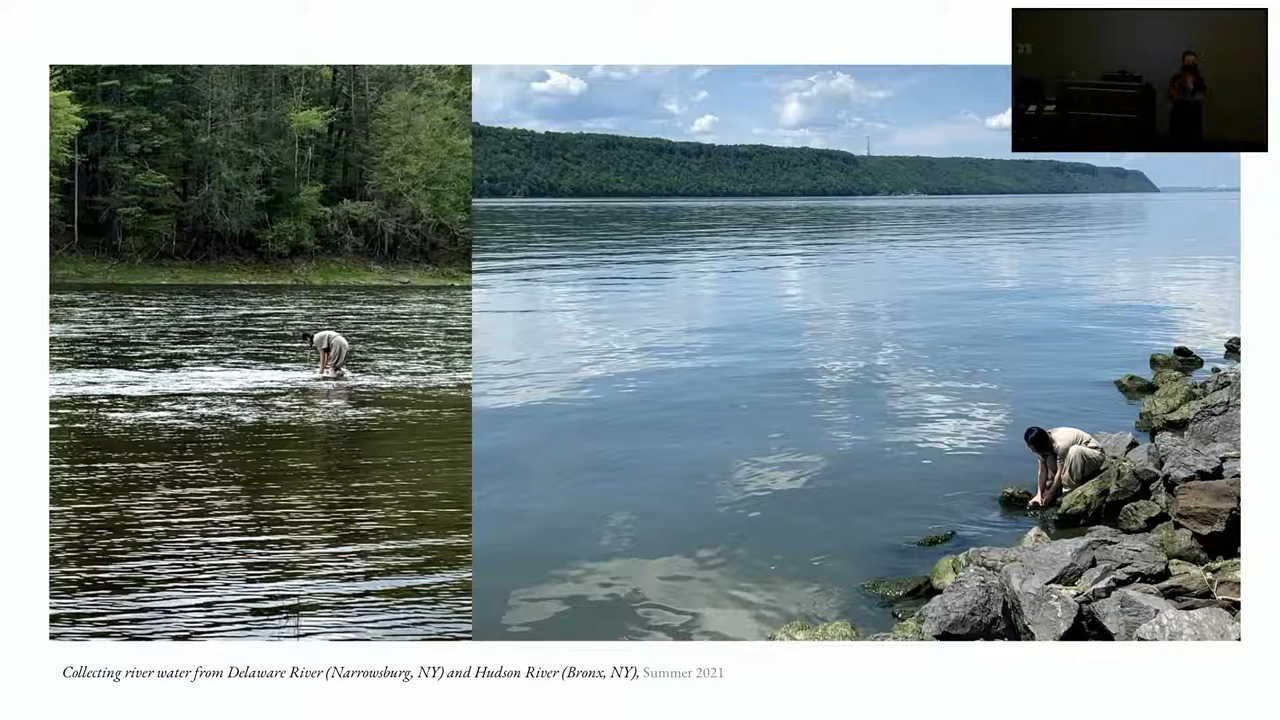 Collecting river water from Delaware River (Narrowsburg, NY) and Hudson River (Bronx, NY), Summer 2021